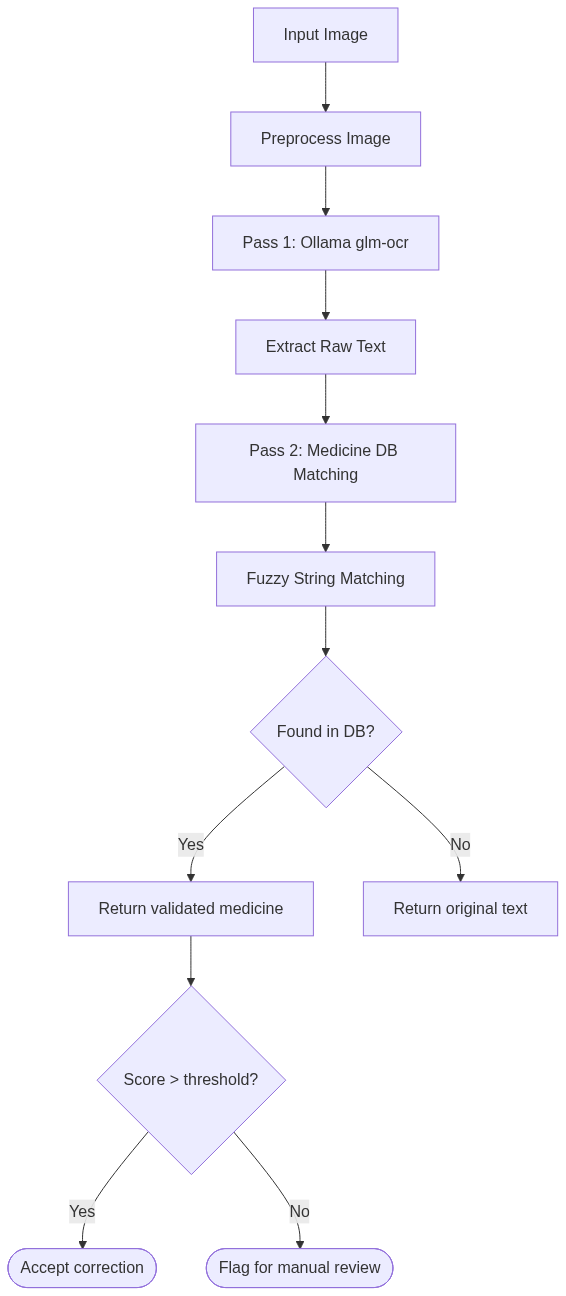 Input Image
Preprocess Image
Pass 1: Ollama glm-ocr
Extract Raw Text
Pass 2: Medicine DB
Matching
Fuzzy String Matching
Found in DB?
Yes
No
Return validated medicine
Return original text
Score > threshold?
Yes
No
Accept correction
Flag for manual review